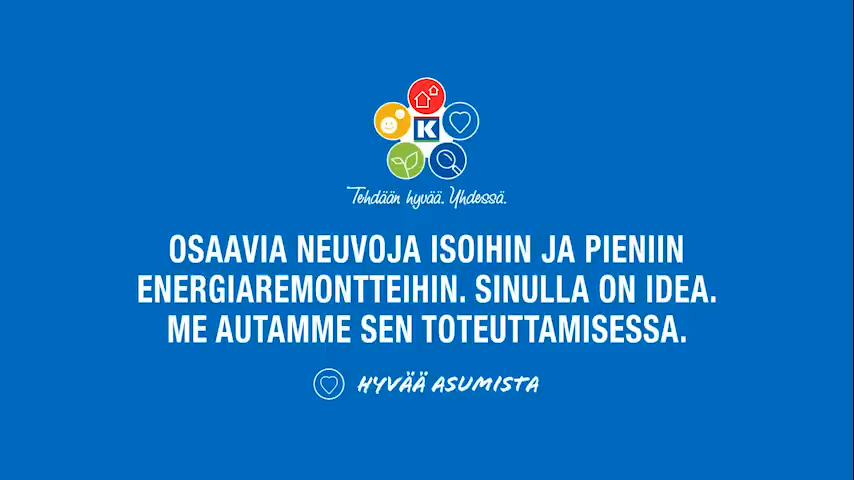 K
Tehdään hyvää. Yhdessä.
OSAAVIA NEUVOJA ISOIHIN JA PIENIIN
ENERGIAREMONTTEIHIN. SINULLA ON IDEA.
ME AUTAMME SEN TOTEUTTAMISESSA.
HYVÄÄ ASUMISTA